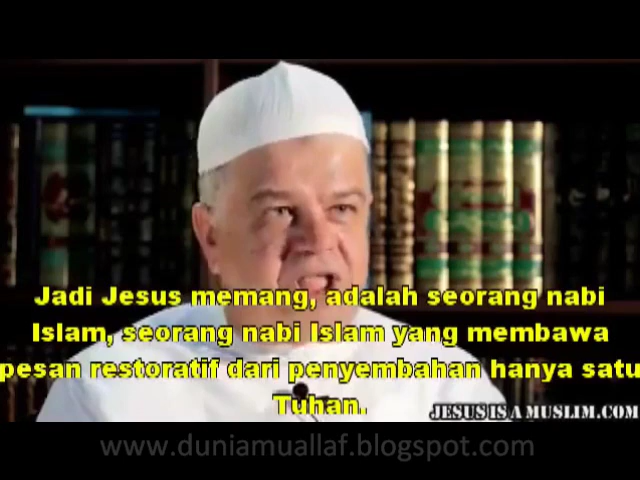 Jadi Jesus memang, adalah seorang nabi
Islam, seorang nabi Islam yang membawa
pesan restoratif dari penyembahan hanya satu
Tuhan.
JESUS IS A MUSLIM.COM
www.duniamuallaf.blogspot.com